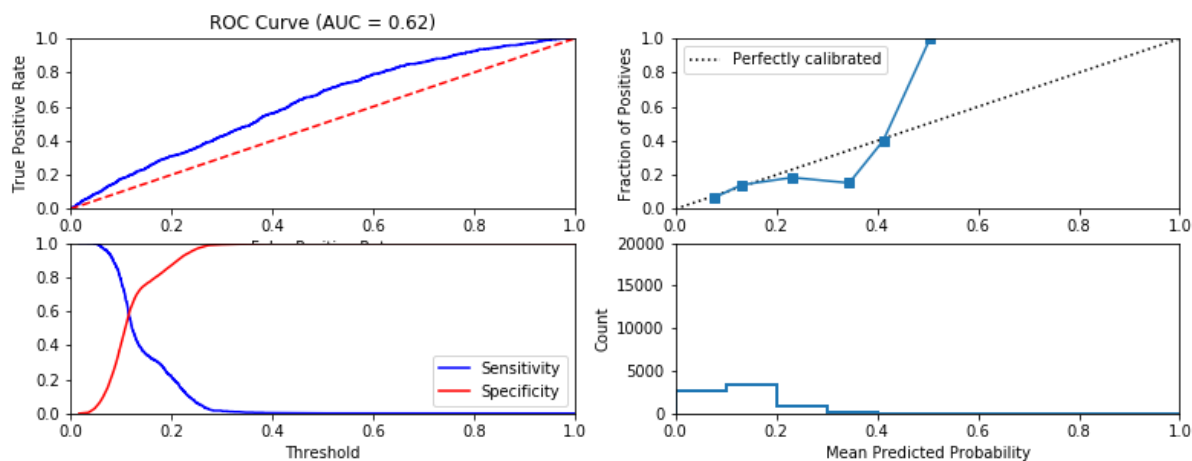 ROC Curve (AUC = 0.62)
True Positive Rate
1.0
0.8
0.6
0.4
0.2
0.0
0.0 0.2 0.4 0.6 0.8 1.0
Fraction of Positives
1.0
0.8
0.6
0.4
0.2
0.0
Perfectly calibrated
0.0 0.2 0.4 0.6 0.8 1.0
1.0
0.8
0.6
0.4
0.2
0.0
Sensitivity
Specificity
0.0 0.2 0.4 0.6 0.8 1.0
Threshold
Count
20000
15000
10000
5000
0
0.0 0.2 0.4 0.6 0.8 1.0
Mean Predicted Probability